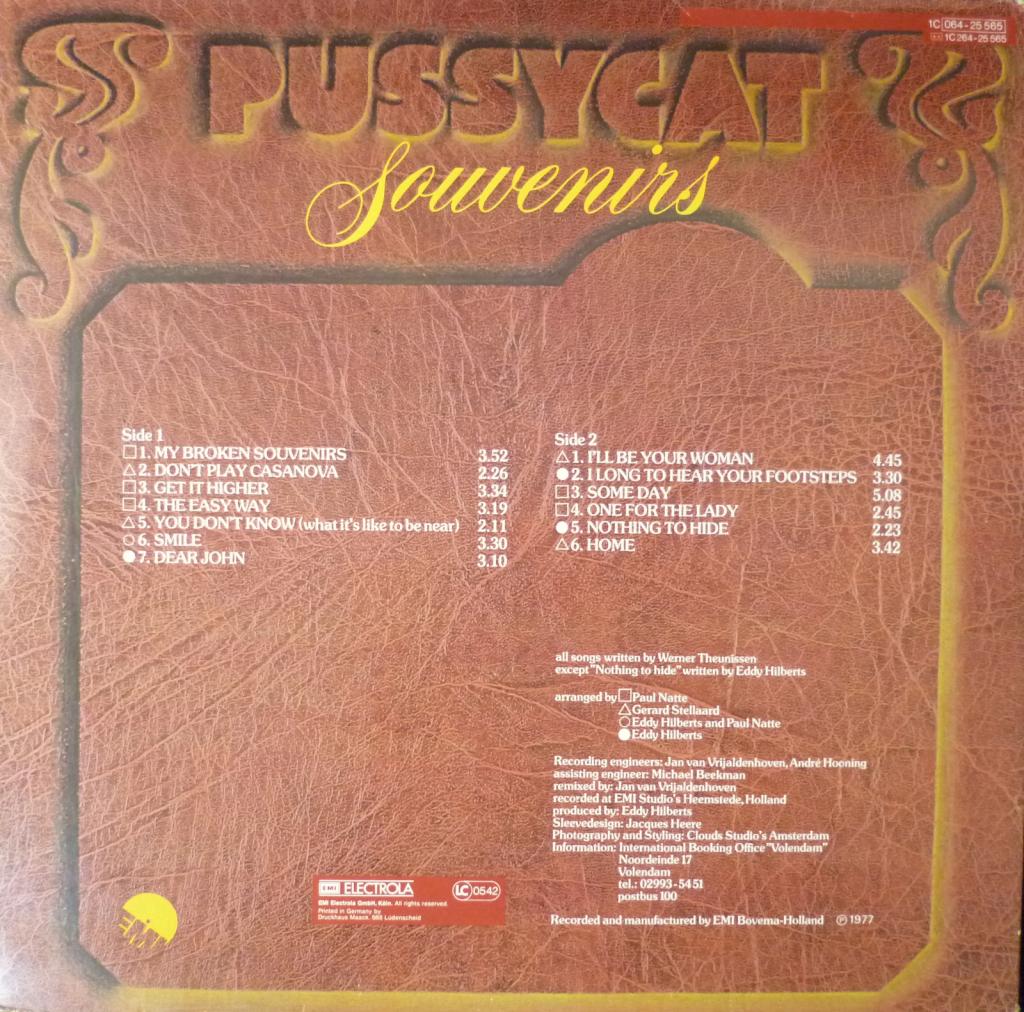 1C 064-25 565
1C 264-25 565
PUSSYCAT
Souvenirs
Side 1
□ 1. MY BROKEN SOUVENIRS 3.52
△ 2. DON'T PLAY CASANOVA 2.26
□ 3. GET IT HIGHER 3.34
□ 4. THE EASY WAY 3.19
△ 5. YOU DON'T KNOW (what it's like to be near) 2.11
○ 6. SMILE 3.30
● 7. DEAR JOHN 3.10
Side 2
△ 1. I'LL BE YOUR WOMAN 4.45
● 2. I LONG TO HEAR YOUR FOOTSTEPS 3.30
□ 3. SOME DAY 5.08
□ 4. ONE FOR THE LADY 2.45
● 5. NOTHING TO HIDE 2.23
△ 6. HOME 3.42
all songs written by Werner Theunissen
except "Nothing to hide" written by Eddy Hilberts
arranged by □ Paul Natte
△ Gerard Stellaard
○ Eddy Hilberts and Paul Natte
● Eddy Hilberts
Recording engineers: Jan van Vrijaldenhoven, André Hooning
assisting engineer: Michael Beekman
remixed by: Jan van Vrijaldenhoven
recorded at EMI Studio's Heemstede, Holland
produced by: Eddy Hilberts
Sleevedesign: Jacques Heere
Photography and Styling: Clouds Studio's Amsterdam
Information: International Booking Office "Volendam"
Noordeinde 17
Volendam
tel.: 02993-5451
postbus 100
Recorded and manufactured by EMI Bovema-Holland ℗ 1977
EMI ELECTROLA
LC 0542
EMI Electrola GmbH, Köln. All rights reserved
Printed in Germany by
Druckhaus Maack, 588 Lüdenscheid
EMI